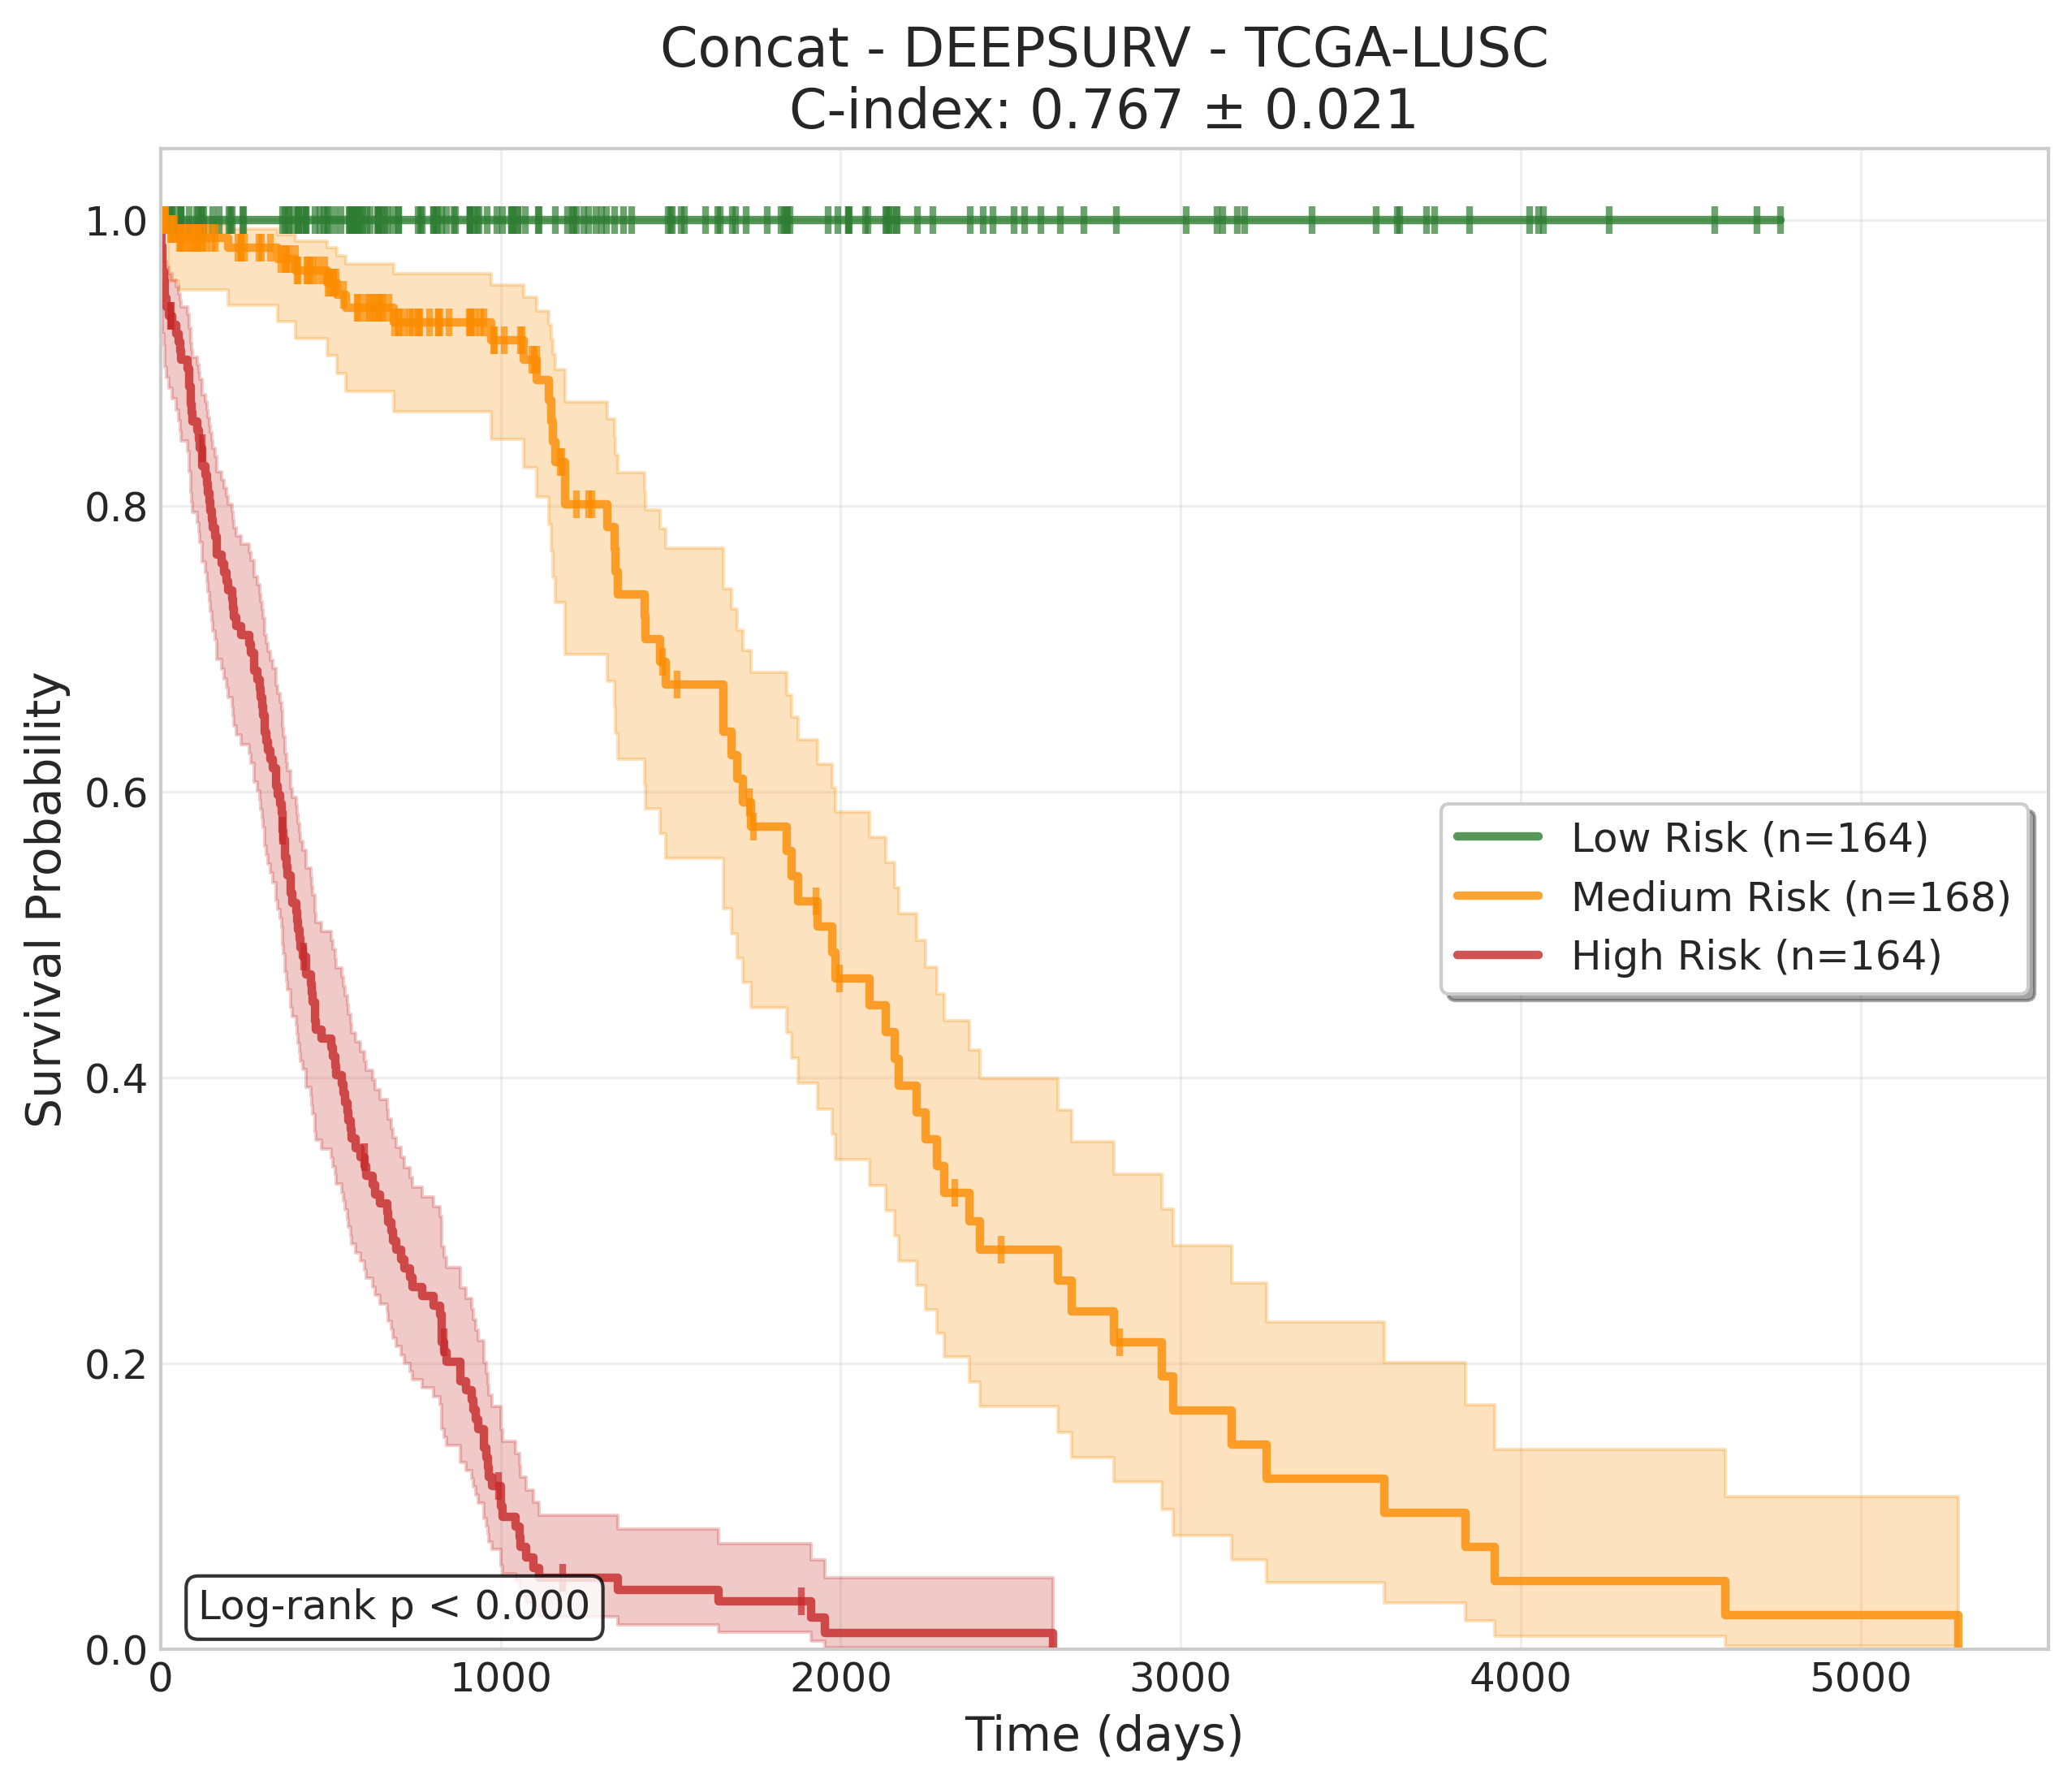 Concat - DEEPSURV - TCGA-LUSC
C-index: 0.767 ± 0.021
Survival Probability
1.0
0.8
0.6
0.4
0.2
0.0
Low Risk (n=164)
Medium Risk (n=168)
High Risk (n=164)
Log-rank p < 0.000
0 1000 2000 3000 4000 5000
Time (days)